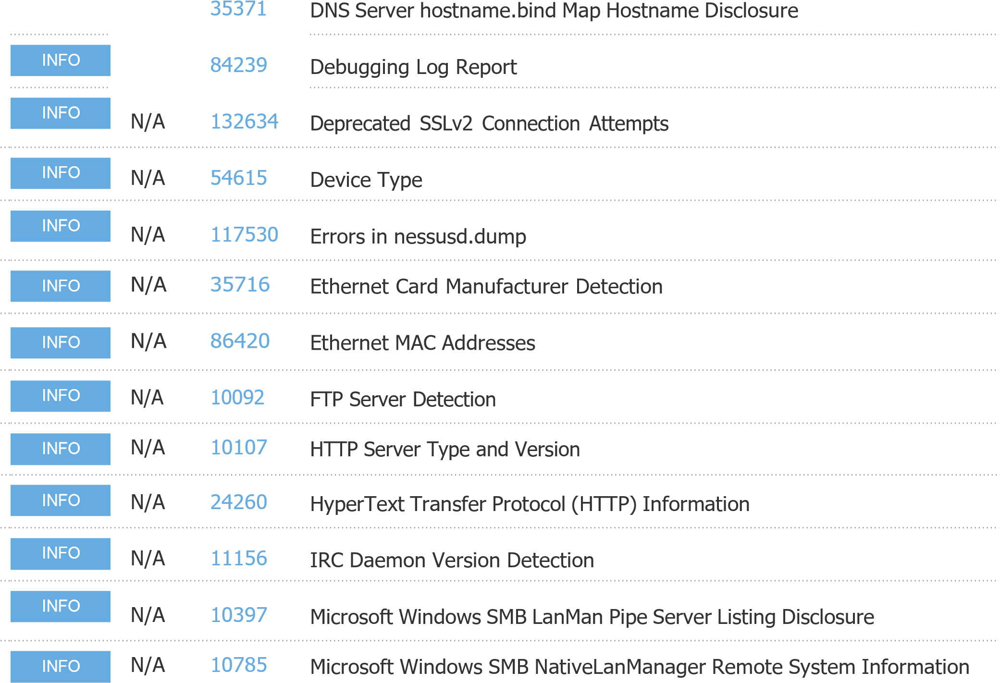 35371 DNS Server hostname.bind Map Hostname Disclosure
INFO 84239 Debugging Log Report
INFO N/A 132634 Deprecated SSLv2 Connection Attempts
INFO N/A 54615 Device Type
INFO N/A 117530 Errors in nessusd.dump
INFO N/A 35716 Ethernet Card Manufacturer Detection
INFO N/A 86420 Ethernet MAC Addresses
INFO N/A 10092 FTP Server Detection
INFO N/A 10107 HTTP Server Type and Version
INFO N/A 24260 HyperText Transfer Protocol (HTTP) Information
INFO N/A 11156 IRC Daemon Version Detection
INFO N/A 10397 Microsoft Windows SMB LanMan Pipe Server Listing Disclosure
INFO N/A 10785 Microsoft Windows SMB NativeLanManager Remote System Information